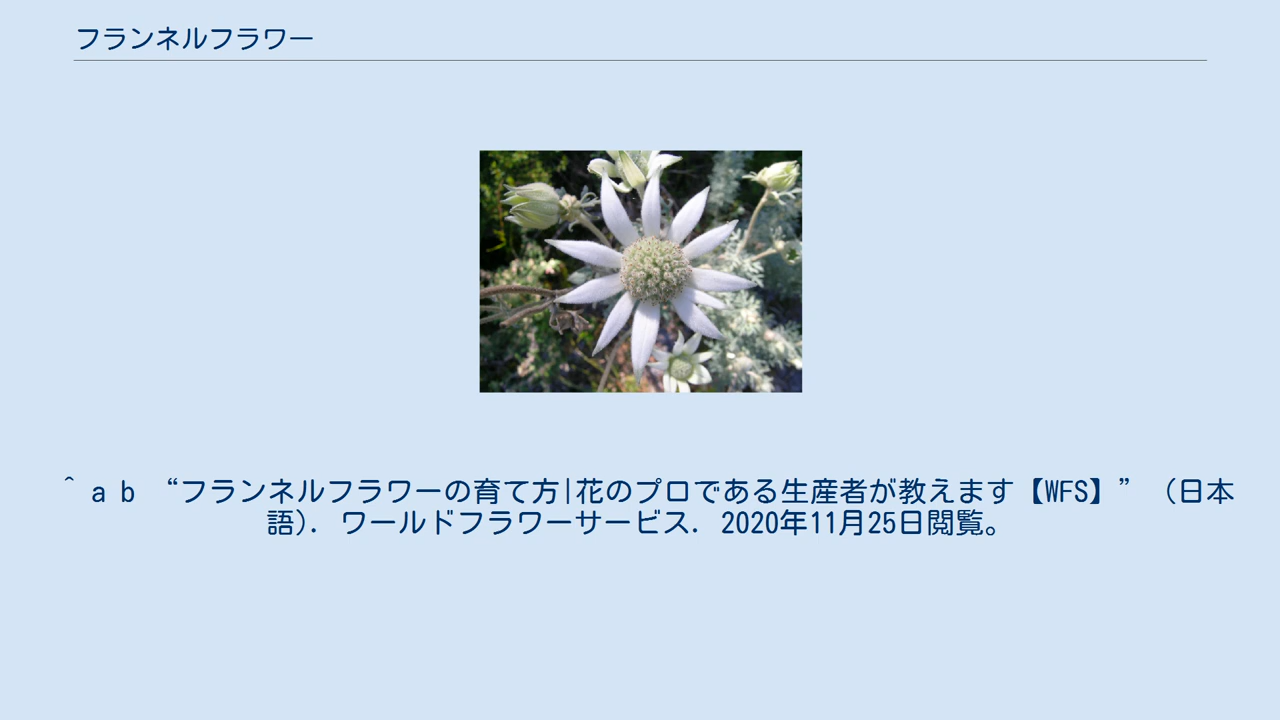 フランネルフラワー
^ a b “フランネルフラワーの育て方|花のプロである生産者が教えます【WFS】” （日本
語）. ワールドフラワーサービス. 2020年11月25日閲覧。